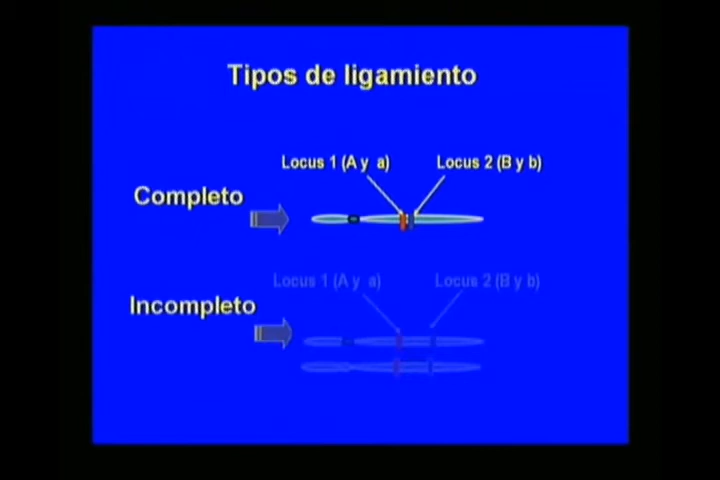 Tipos de ligamiento
Locus 1 (A y a)
Locus 2 (B y b)
Completo
Locus 1 (A y a)
Locus 2 (B y b)
Incompleto